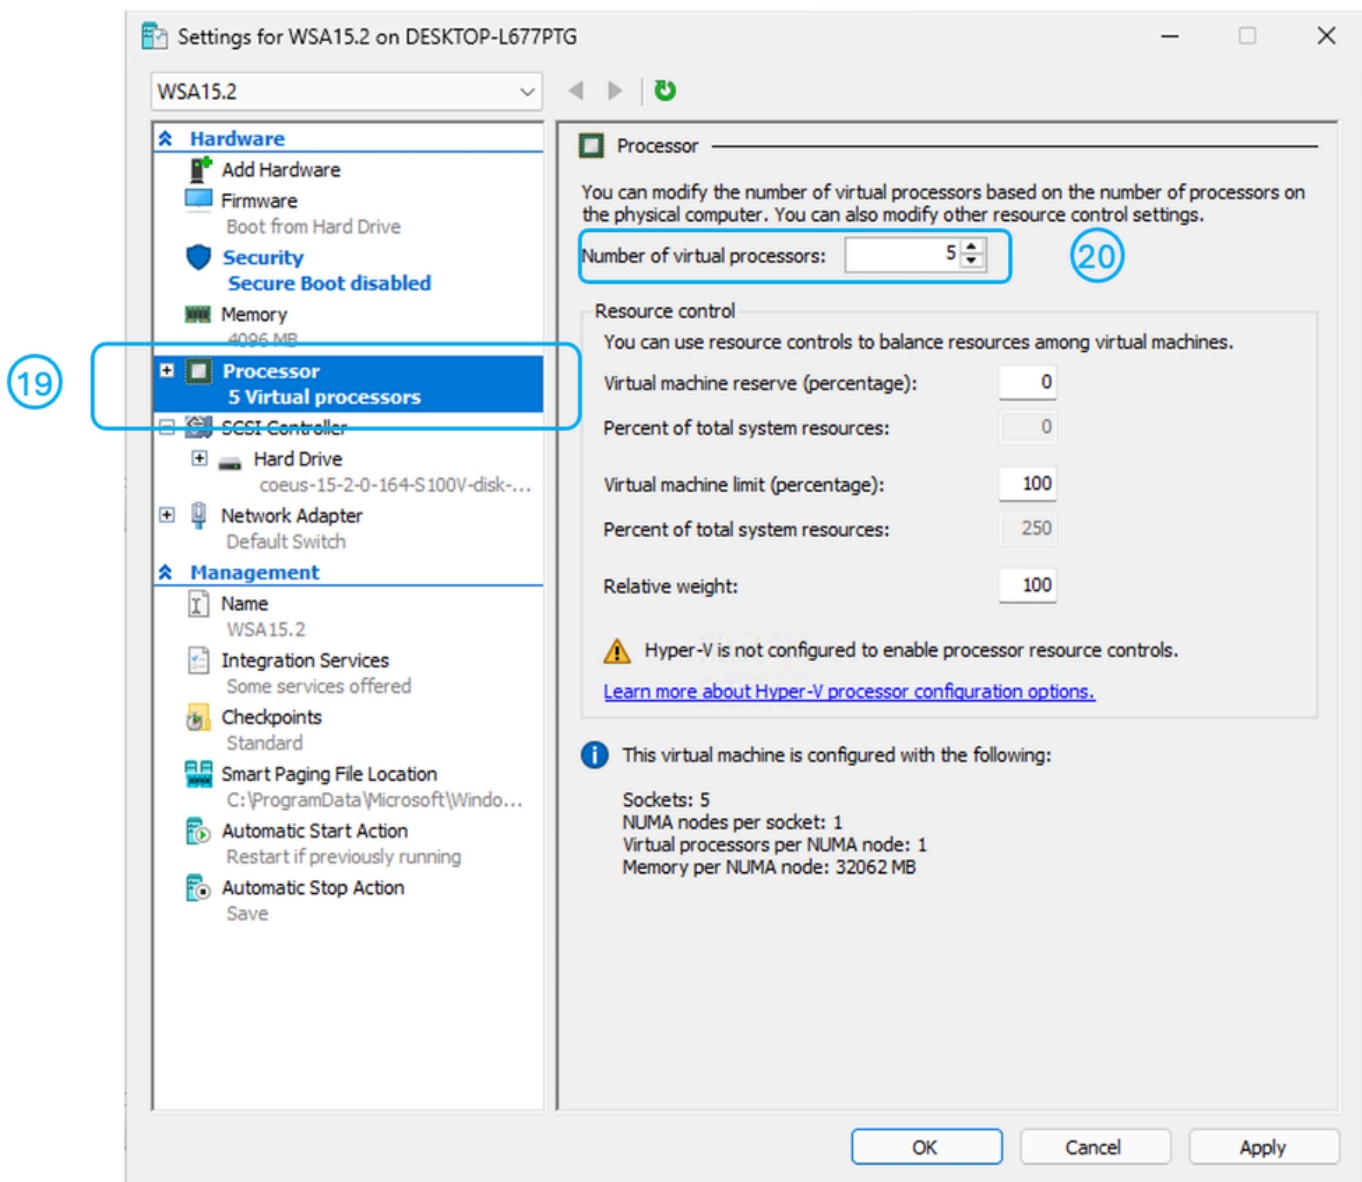 Settings for WSA15.2 on DESKTOP-L677PTG
WSA15.2
Hardware
Add Hardware
Firmware
Boot from Hard Drive
Security
Secure Boot disabled
Memory
4096 MB
19
Processor
5 Virtual processors
SCSI Controller
Hard Drive
coeus-15-2-0-164-S100V-disk-...
Network Adapter
Default Switch
Management
Name
WSA15.2
Integration Services
Some services offered
Checkpoints
Standard
Smart Paging File Location
C:\ProgramData\Microsoft\Windo...
Automatic Start Action
Restart if previously running
Automatic Stop Action
Save
Processor
You can modify the number of virtual processors based on the number of processors on
the physical computer. You can also modify other resource control settings.
Number of virtual processors: 5
20
Resource control
You can use resource controls to balance resources among virtual machines.
Virtual machine reserve (percentage): 0
Percent of total system resources: 0
Virtual machine limit (percentage): 100
Percent of total system resources: 250
Relative weight: 100
Hyper-V is not configured to enable processor resource controls.
Learn more about Hyper-V processor configuration options.
This virtual machine is configured with the following:
Sockets: 5
NUMA nodes per socket: 1
Virtual processors per NUMA node: 1
Memory per NUMA node: 32062 MB
OK
Cancel
Apply